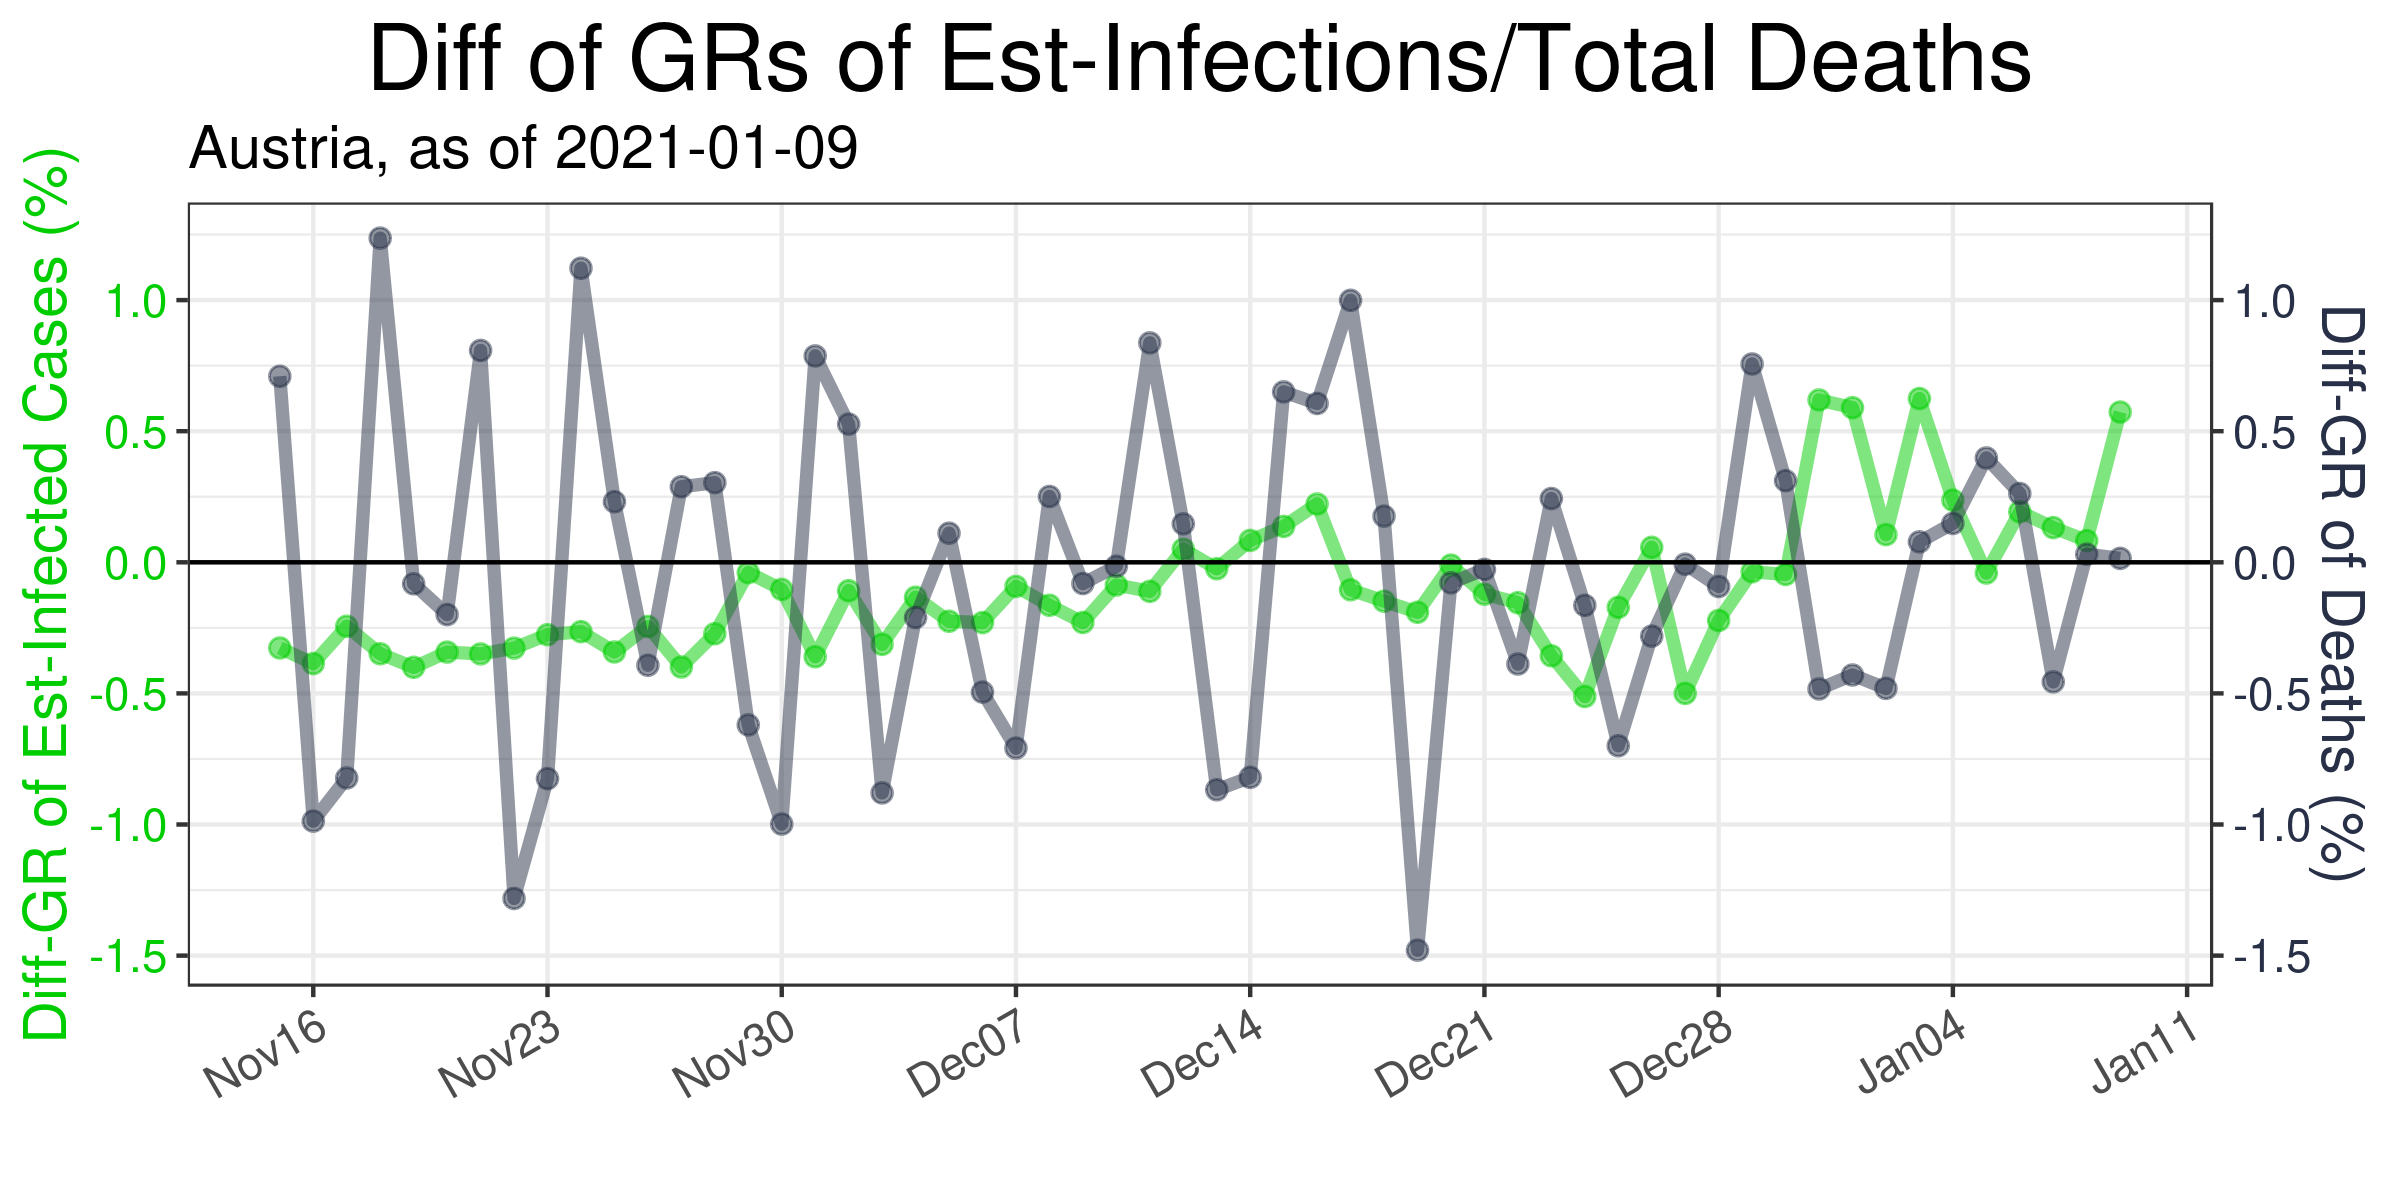 Diff of GRs of Est-Infections/Total Deaths
Austria, as of 2021-01-09
Diff-GR of Est-Infected Cases (%)
1.0
0.5
0.0
-0.5
-1.0
-1.5
1.0
0.5
0.0
-0.5
-1.0
-1.5
Diff-GR of Deaths (%)
Nov16
Nov23
Nov30
Dec07
Dec14
Dec21
Dec28
Jan04
Jan11